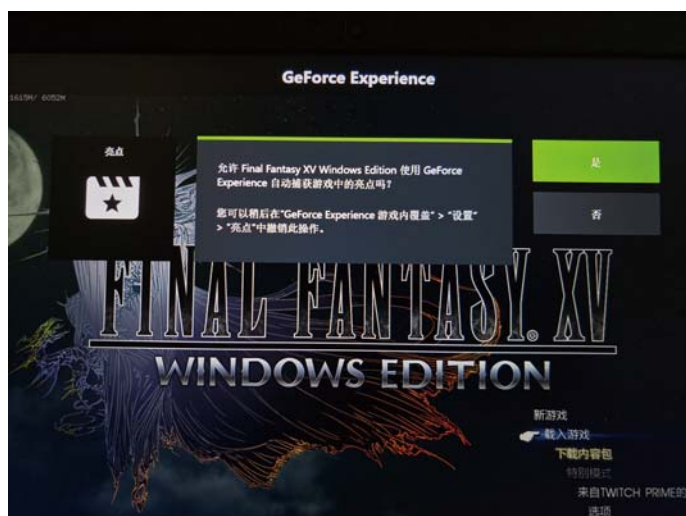 GeForce Experience
1615M/ 6052M
亮点
允许 Final Fantasy XV Windows Edition 使用 GeForce
Experience 自动捕获游戏中的亮点吗?
您可以稍后在"GeForce Experience 游戏内覆盖" > "设置"
> "亮点"中撤销此操作。
是
否
FINAL FANTASY XV
WINDOWS EDITION
新游戏
载入游戏
下载内容包
特别模式
来自TWITCH PRIME的
选项